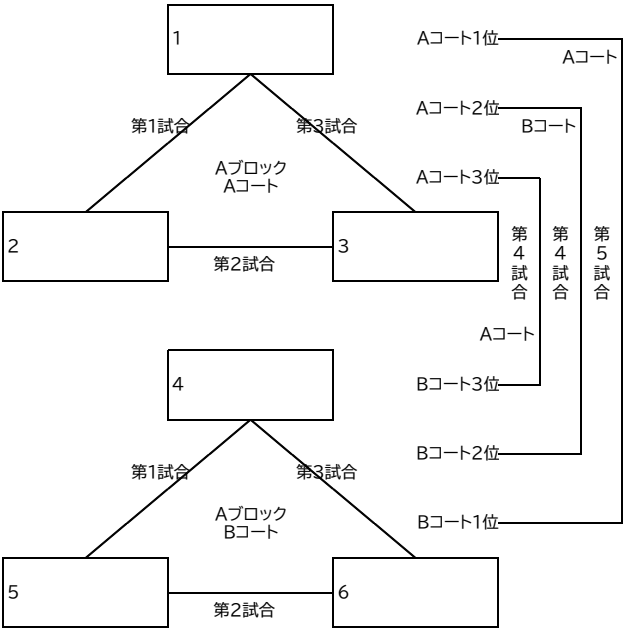 1
第1試合
第3試合
Aブロック
Aコート
2
3
第2試合
4
第1試合
第3試合
Aブロック
Bコート
5
6
第2試合
Aコート1位
Aコート
Aコート2位
Bコート
Aコート3位
第4試合
第4試合
第5試合
Aコート
Bコート3位
Bコート2位
Bコート1位